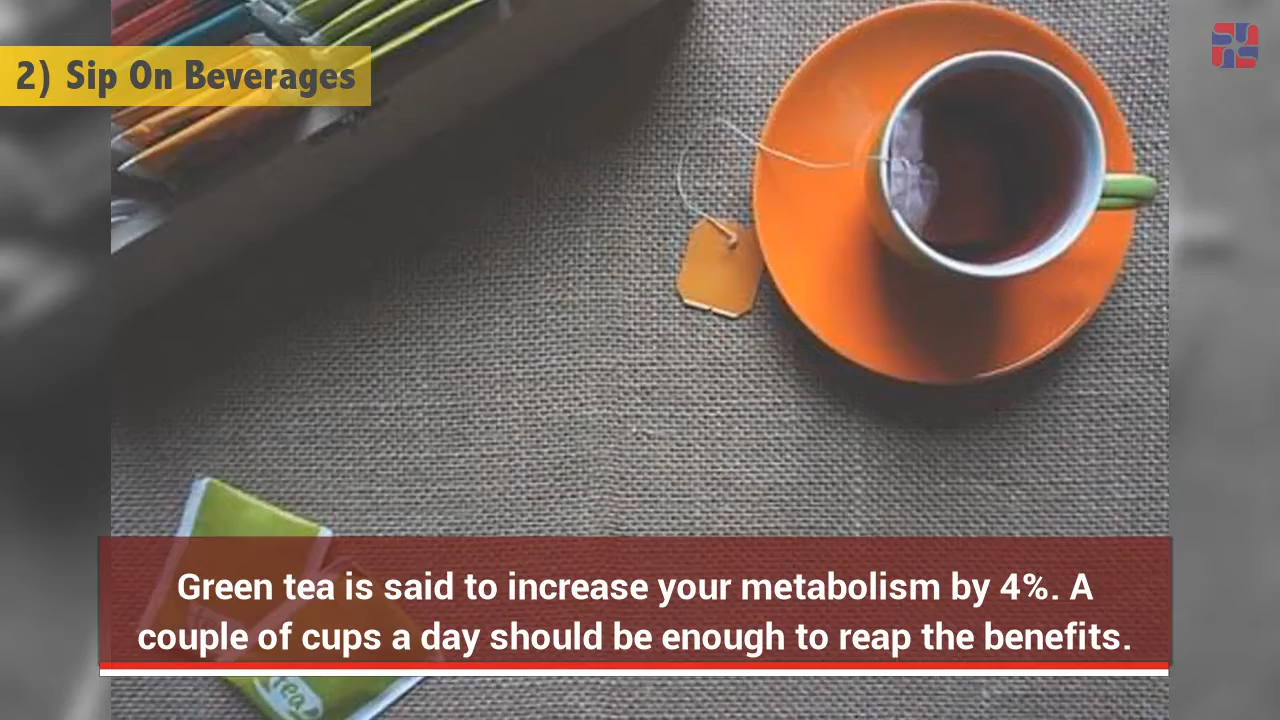 2) Sip On Beverages
Green tea is said to increase your metabolism by 4%. A
couple of cups a day should be enough to reap the benefits.
Tea